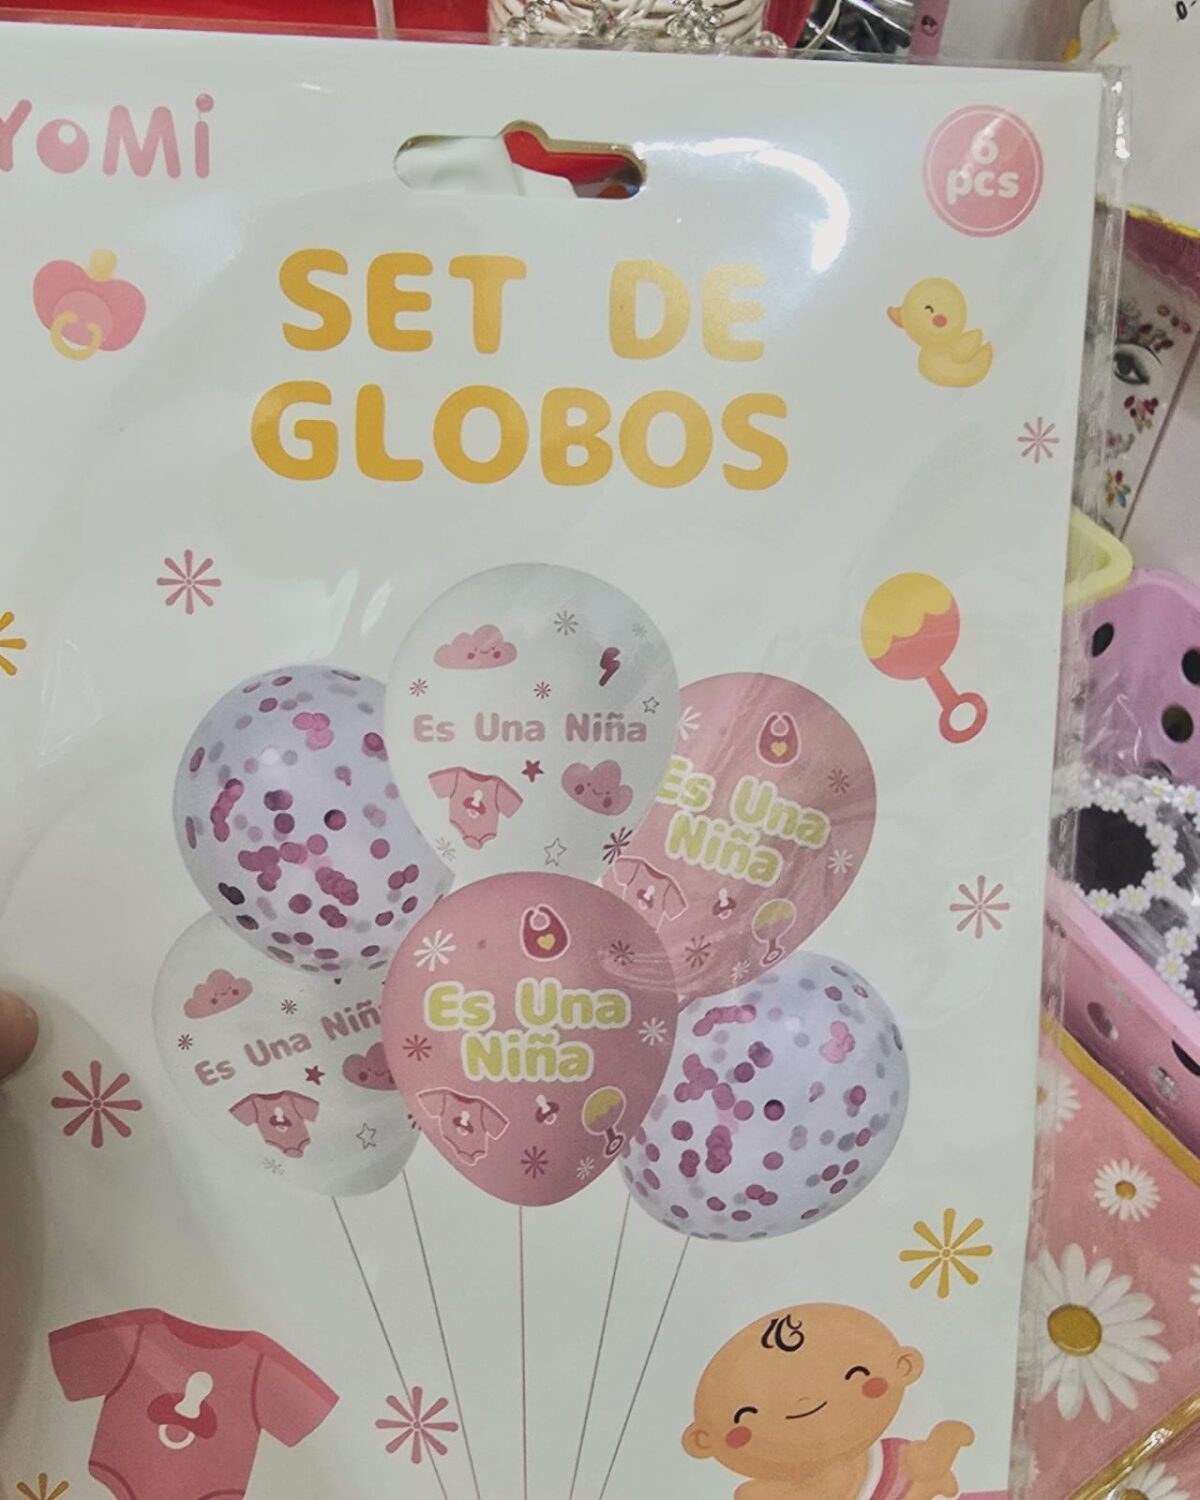 YoMi
6
pcs
SET DE
GLOBOS
Es Una Niña
Es Una
Niña
Es Una Niñ
Es Una
Niña